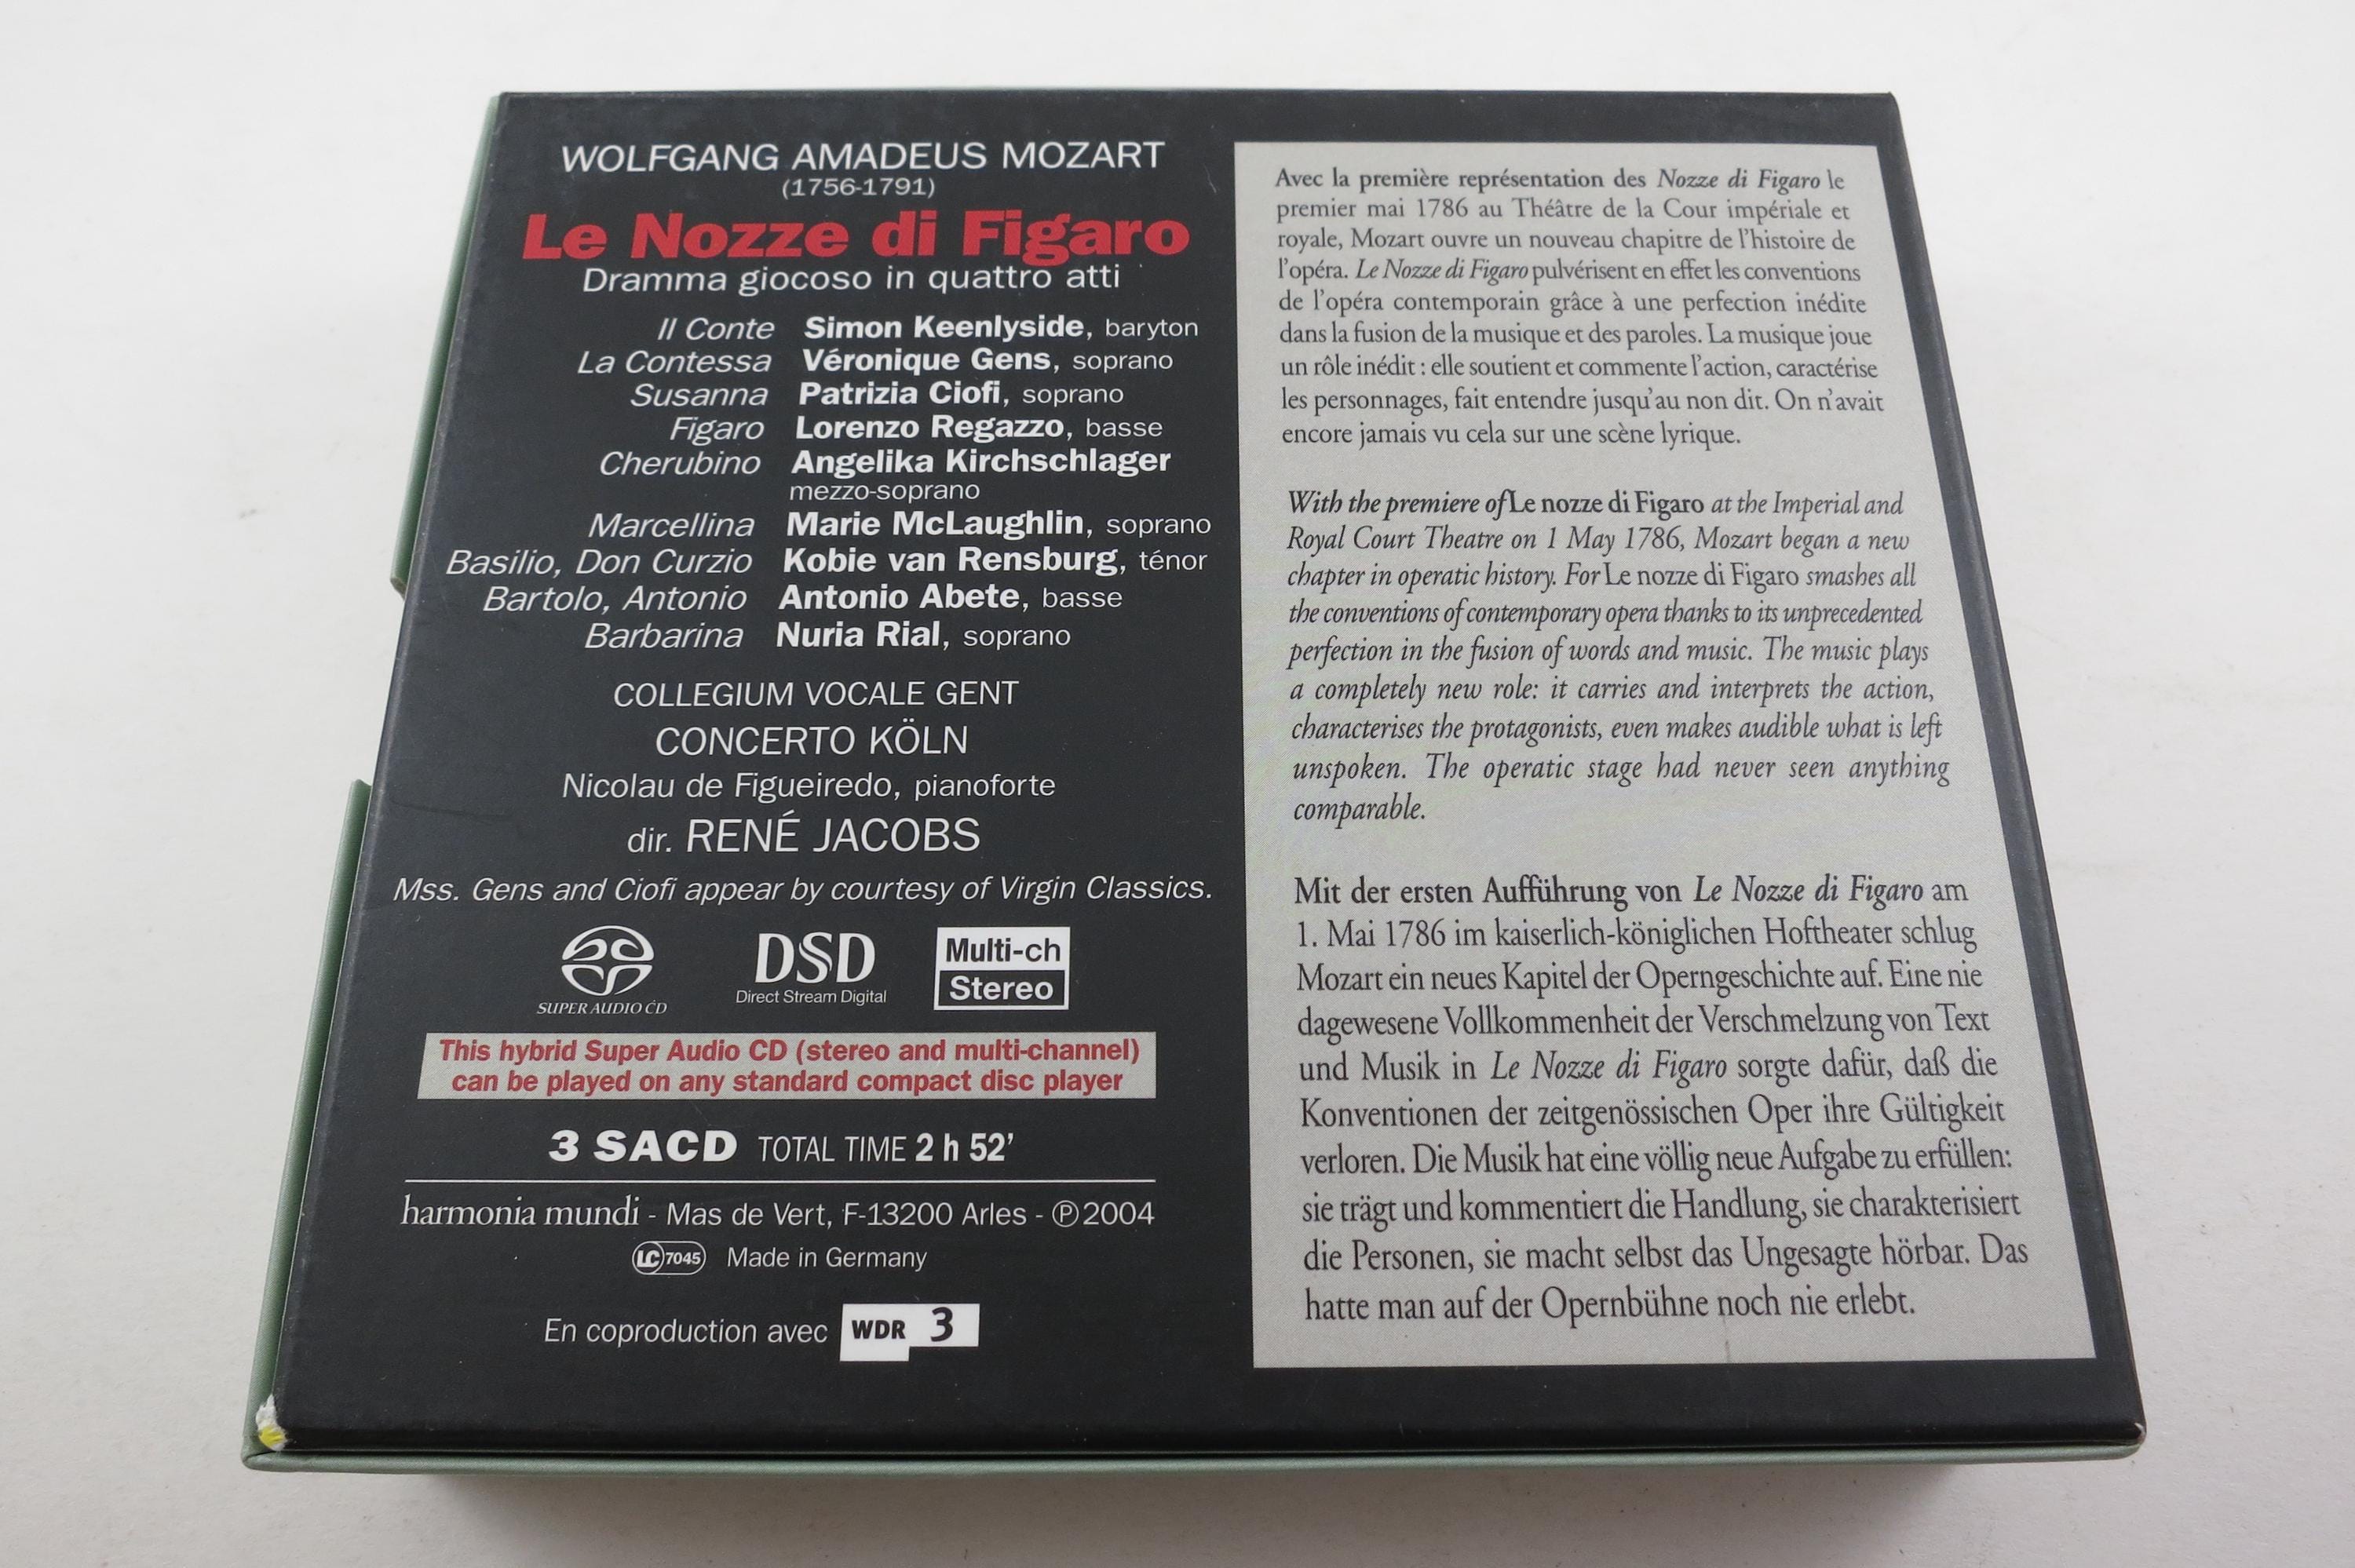 WOLFGANG AMADEUS MOZART
(1756-1791)
Le Nozze di Figaro
Dramma giocoso in quattro atti
Il Conte Simon Keenlyside, baryton
La Contessa Véronique Gens, soprano
Susanna Patrizia Ciofi, soprano
Figaro Lorenzo Regazzo, basse
Cherubino Angelika Kirchschlager
mezzo-soprano
Marcellina Marie McLaughlin, soprano
Basilio, Don Curzio Kobie van Rensburg, ténor
Bartolo, Antonio Antonio Abete, basse
Barbarina Nuria Rial, soprano
COLLEGIUM VOCALE GENT
CONCERTO KÖLN
Nicolau de Figueiredo, pianoforte
dir. RENÉ JACOBS
Mss. Gens and Ciofi appear by courtesy of Virgin Classics.
SUPER AUDIO CD
DSD
Direct Stream Digital
Multi-ch
Stereo
This hybrid Super Audio CD (stereo and multi-channel)
can be played on any standard compact disc player
3 SACD TOTAL TIME 2 h 52’
harmonia mundi - Mas de Vert, F-13200 Arles - ℗ 2004
LC 7045 Made in Germany
En coproduction avec WDR 3
Avec la première représentation des Nozze di Figaro le
premier mai 1786 au Théâtre de la Cour impériale et
royale, Mozart ouvre un nouveau chapitre de l’histoire de
l’opéra. Le Nozze di Figaro pulvérisent en effet les conventions
de l’opéra contemporain grâce à une perfection inédite
dans la fusion de la musique et des paroles. La musique joue
un rôle inédit : elle soutient et commente l’action, caractérise
les personnages, fait entendre jusqu’au non dit. On n’avait
encore jamais vu cela sur une scène lyrique.
With the premiere of Le nozze di Figaro at the Imperial and
Royal Court Theatre on 1 May 1786, Mozart began a new
chapter in operatic history. For Le nozze di Figaro smashes all
the conventions of contemporary opera thanks to its unprecedented
perfection in the fusion of words and music. The music plays
a completely new role: it carries and interprets the action,
characterises the protagonists, even makes audible what is left
unspoken. The operatic stage had never seen anything
comparable.
Mit der ersten Aufführung von Le Nozze di Figaro am
1. Mai 1786 im kaiserlich-königlichen Hoftheater schlug
Mozart ein neues Kapitel der Operngeschichte auf. Eine nie
dagewesene Vollkommenheit der Verschmelzung von Text
und Musik in Le Nozze di Figaro sorgte dafür, daß die
Konventionen der zeitgenössischen Oper ihre Gültigkeit
verloren. Die Musik hat eine völlig neue Aufgabe zu erfüllen:
sie trägt und kommentiert die Handlung, sie charakterisiert
die Personen, sie macht selbst das Ungesagte hörbar. Das
hatte man auf der Opernbühne noch nie erlebt.